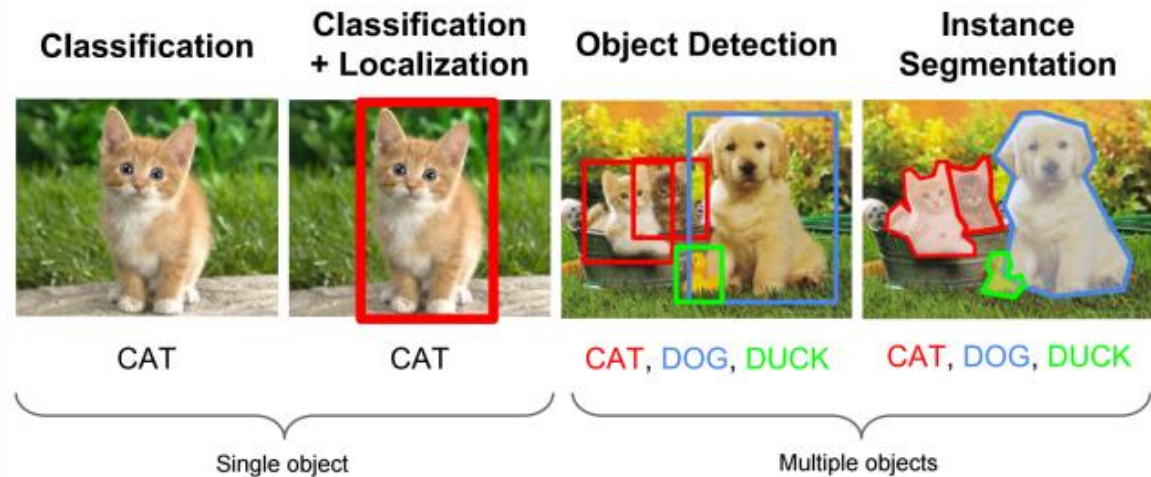 Classification
Classification
+ Localization
Object Detection
Instance
Segmentation
CAT
CAT
CAT, DOG, DUCK
CAT, DOG, DUCK
Single object
Multiple objects